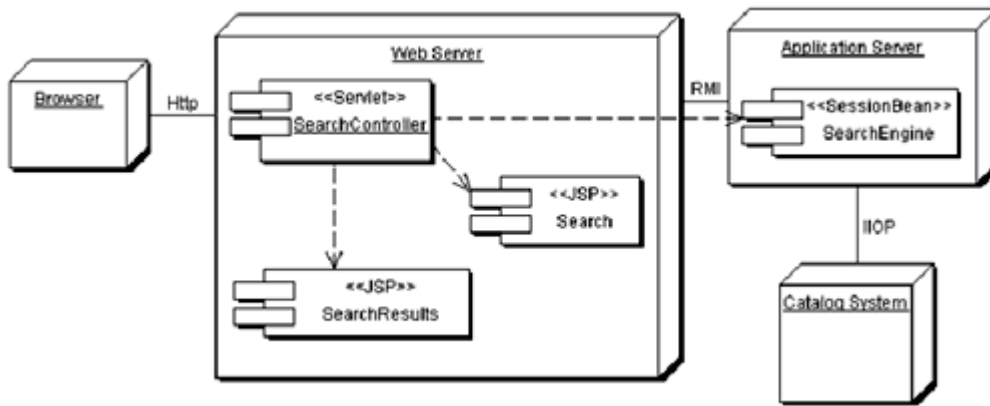 Browser
Http
Web Server
<<Servlet>>
SearchController
<<JSP>>
Search
<<JSP>>
SearchResults
RMI
Application Server
<<SessionBean>>
SearchEngine
IIOP
Catalog System